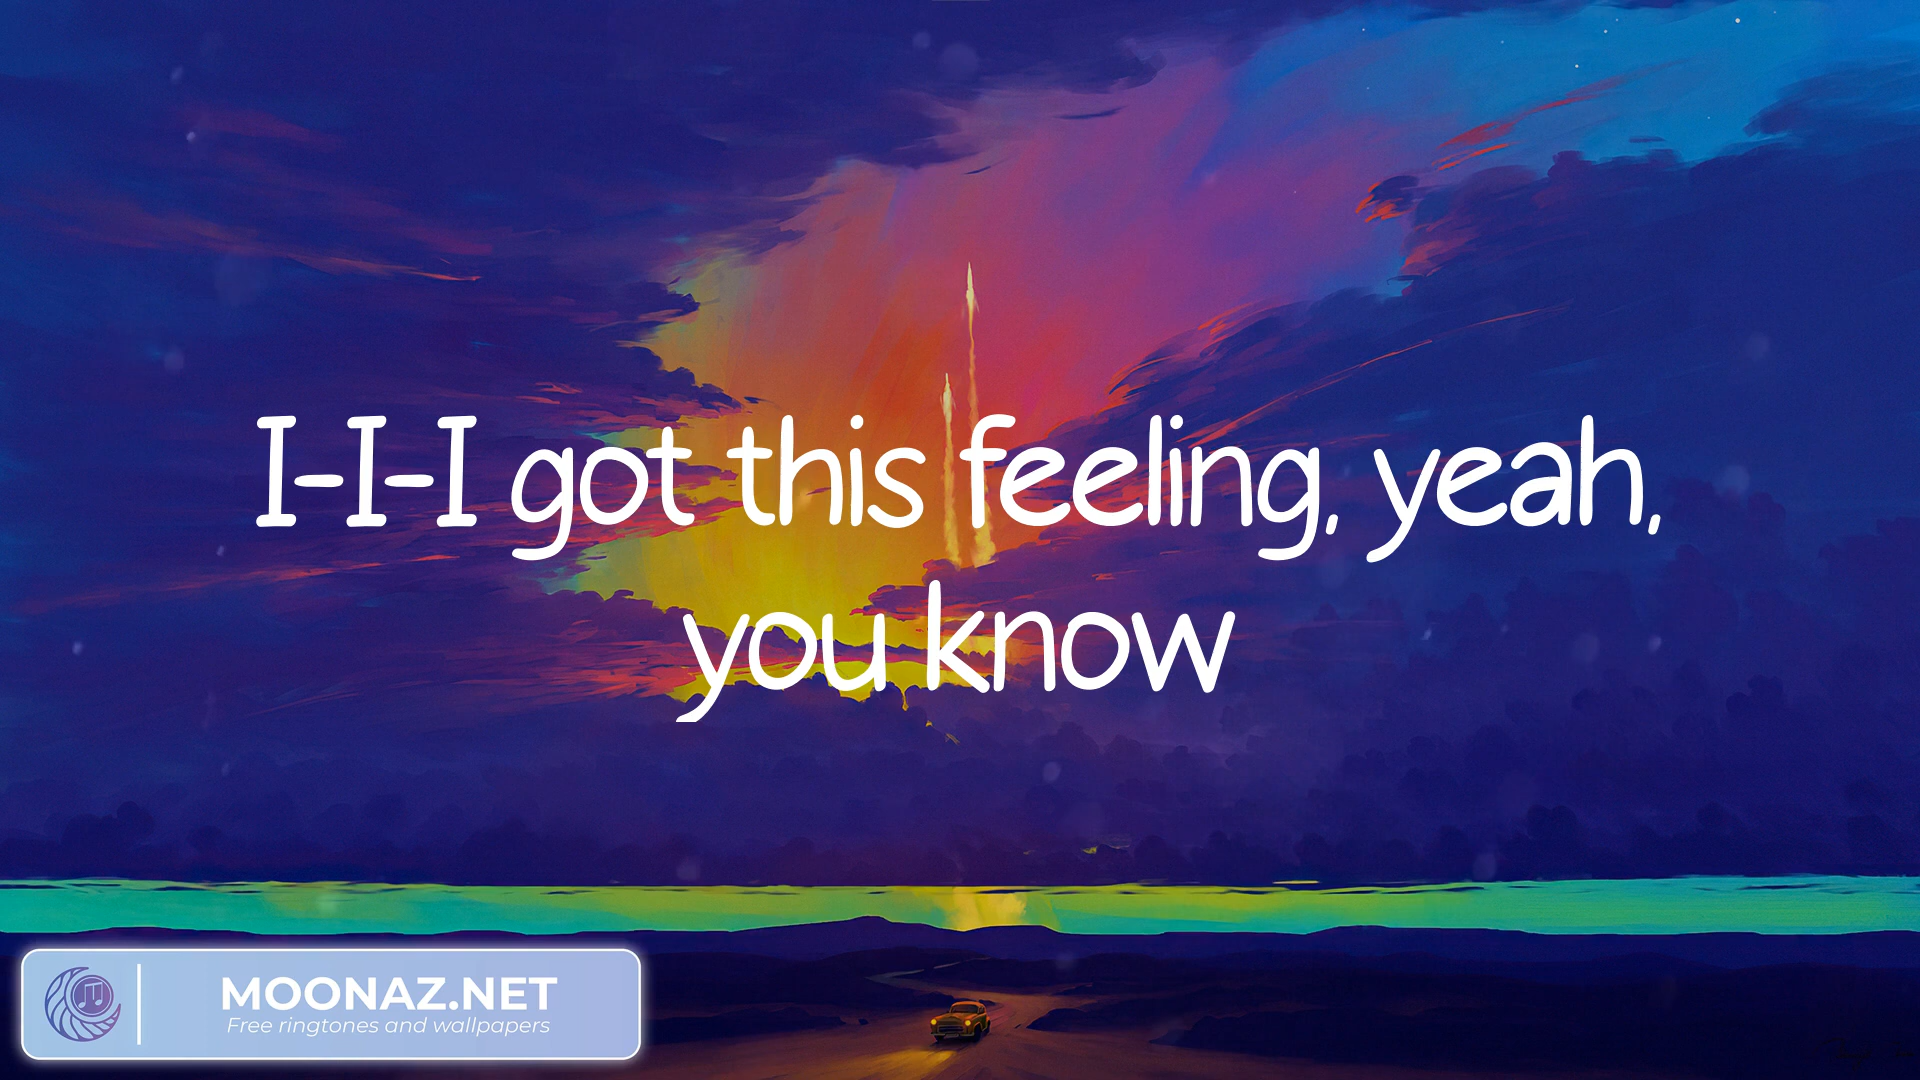 I-I-I got this feeling, yeah,
you know
MOONAZ.NET
Free ringtones and wallpapers